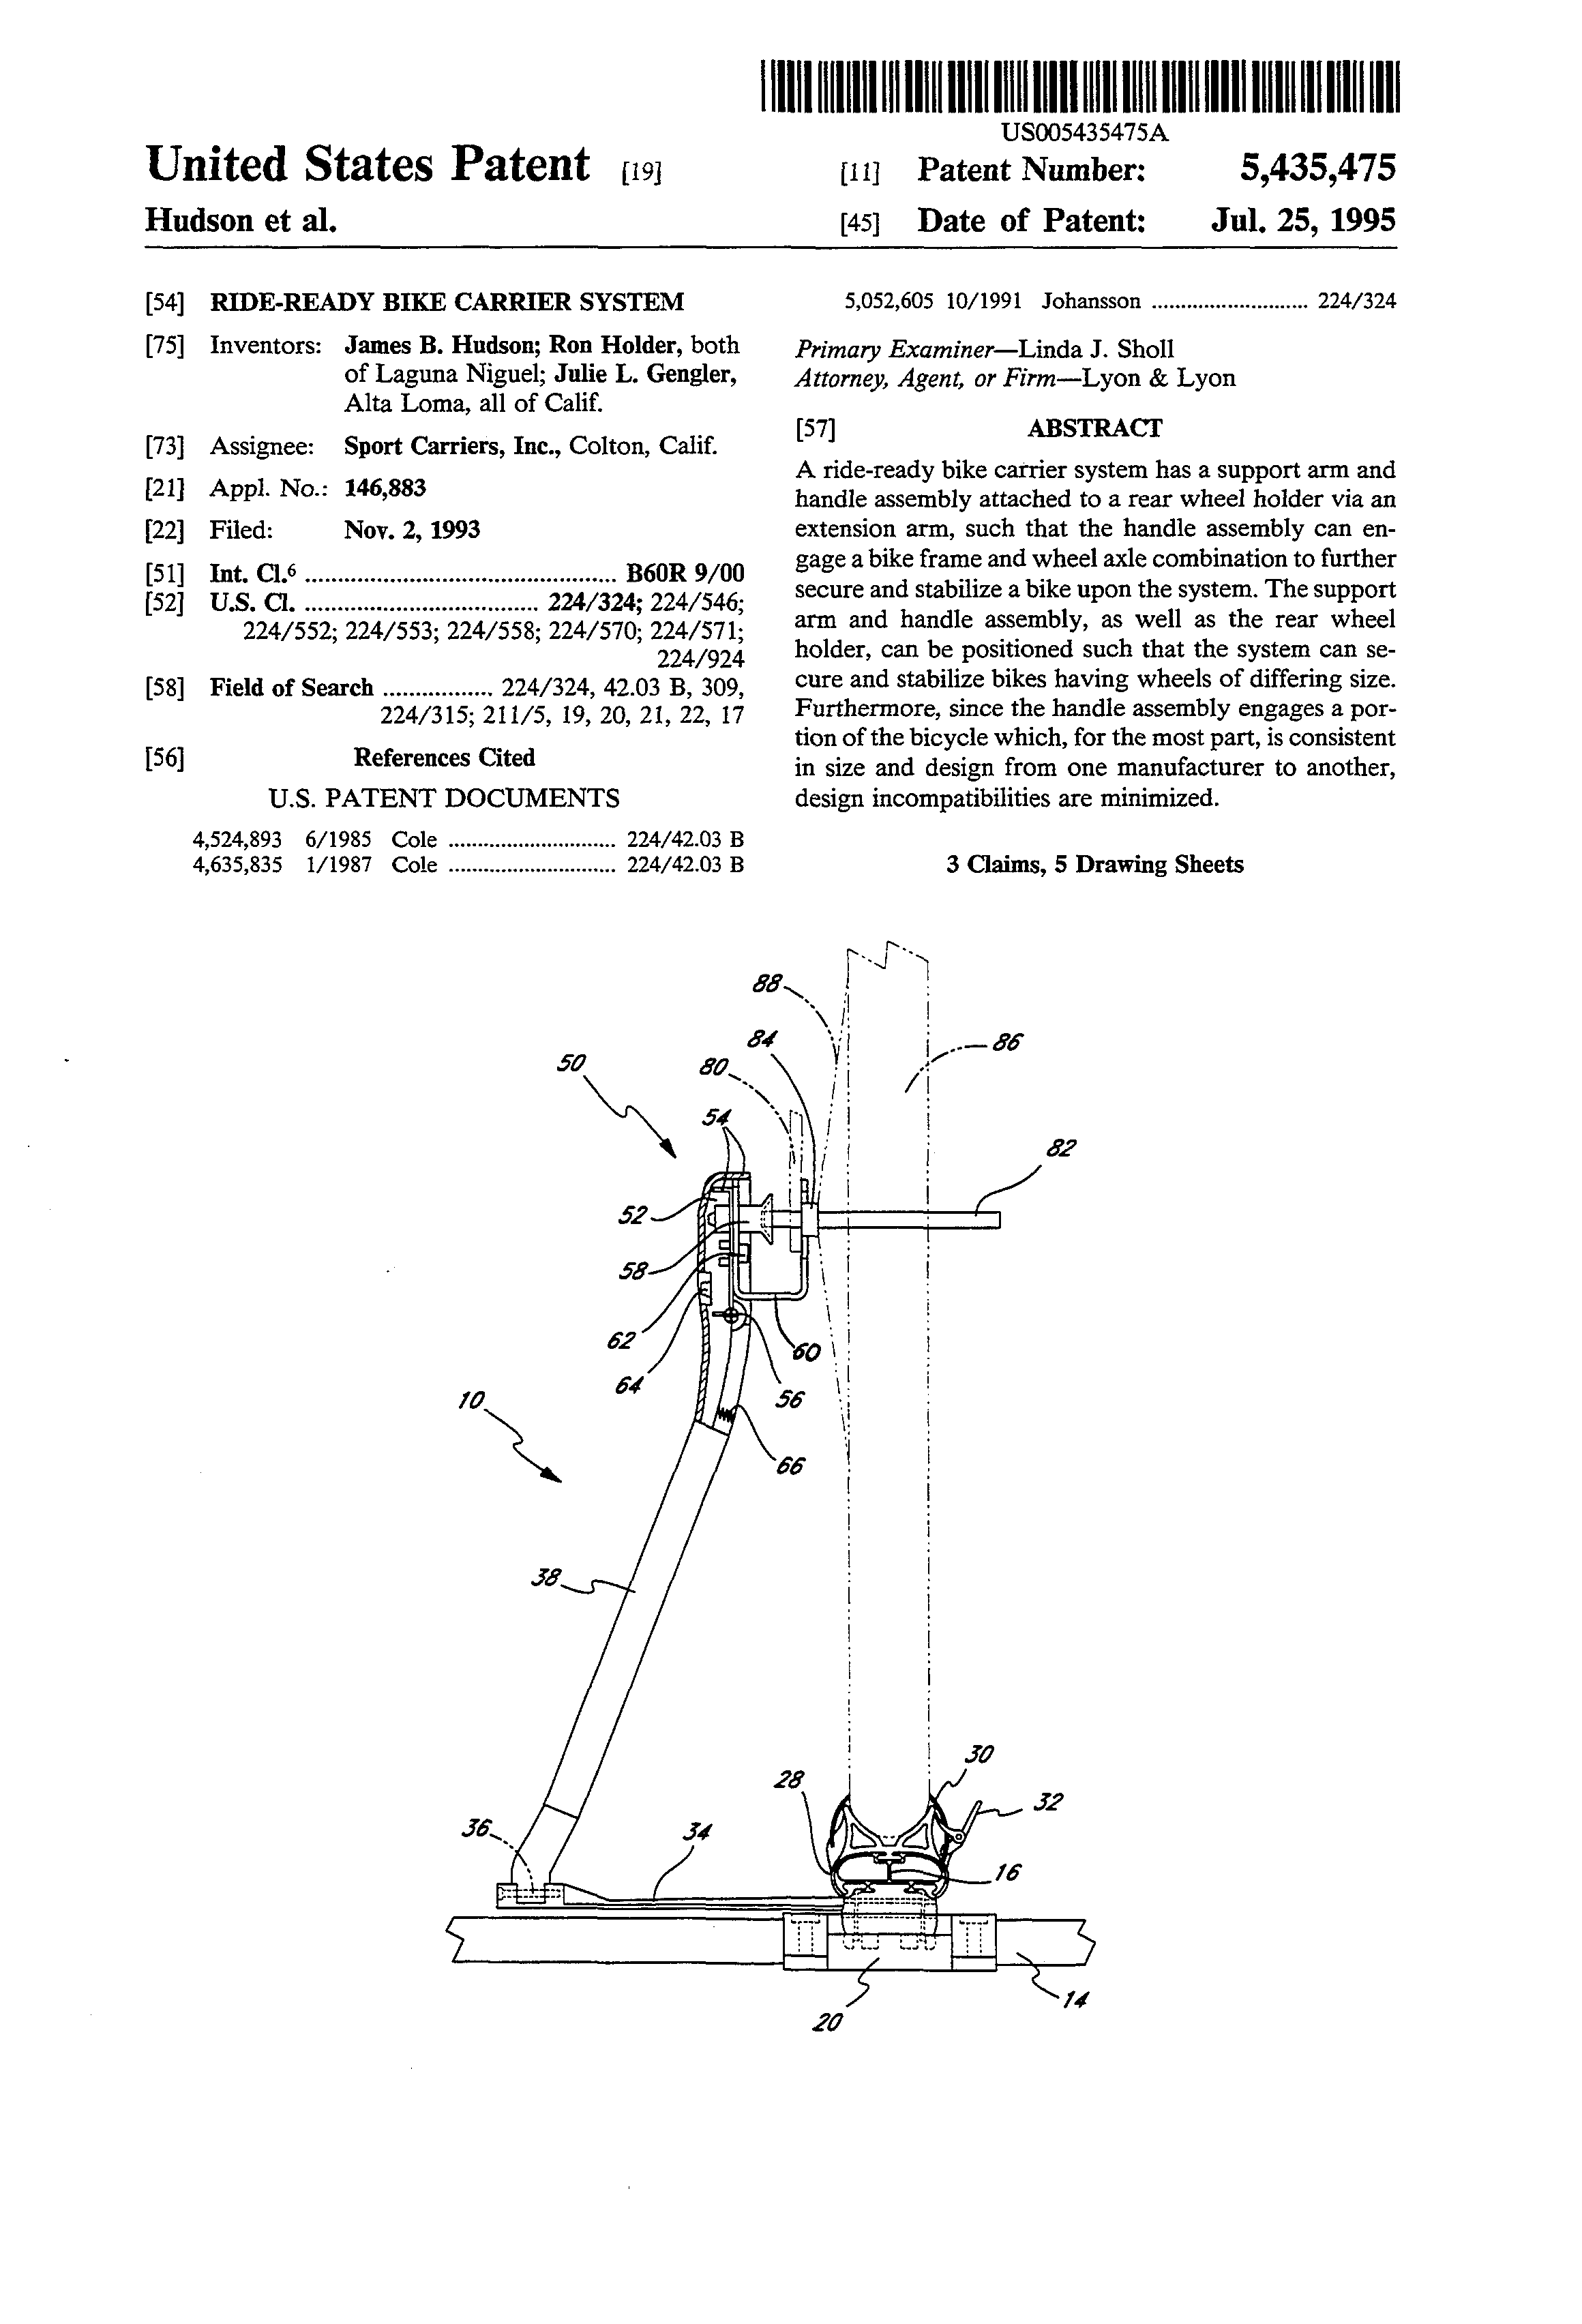 US005435475A
United States Patent [19]
Hudson et al.
[11] Patent Number: 5,435,475
[45] Date of Patent: Jul. 25, 1995
[54] RIDE-READY BIKE CARRIER SYSTEM
[75] Inventors: James B. Hudson; Ron Holder, both
of Laguna Niguel; Julie L. Gengler,
Alta Loma, all of Calif.
[73] Assignee: Sport Carriers, Inc., Colton, Calif.
[21] Appl. No.: 146,883
[22] Filed: Nov. 2, 1993
[51] Int. Cl.6 ............................................. B60R 9/00
[52] U.S. Cl. .................................. 224/324; 224/546;
224/552; 224/553; 224/558; 224/570; 224/571;
224/924
[58] Field of Search ................ 224/324, 42.03 B, 309,
224/315; 211/5, 19, 20, 21, 22, 17
[56] References Cited
U.S. PATENT DOCUMENTS
4,524,893 6/1985 Cole ............................ 224/42.03 B
4,635,835 1/1987 Cole ............................ 224/42.03 B
5,052,605 10/1991 Johansson .......................... 224/324
Primary Examiner—Linda J. Sholl
Attorney, Agent, or Firm—Lyon & Lyon
[57] ABSTRACT
A ride-ready bike carrier system has a support arm and
handle assembly attached to a rear wheel holder via an
extension arm, such that the handle assembly can en-
gage a bike frame and wheel axle combination to further
secure and stabilize a bike upon the system. The support
arm and handle assembly, as well as the rear wheel
holder, can be positioned such that the system can se-
cure and stabilize bikes having wheels of differing size.
Furthermore, since the handle assembly engages a por-
tion of the bicycle which, for the most part, is consistent
in size and design from one manufacturer to another,
design incompatibilities are minimized.
3 Claims, 5 Drawing Sheets
88
84
86
50
80
54
82
52
58
62
60
64
56
10
66
38
30
28
32
36
34
16
14
20